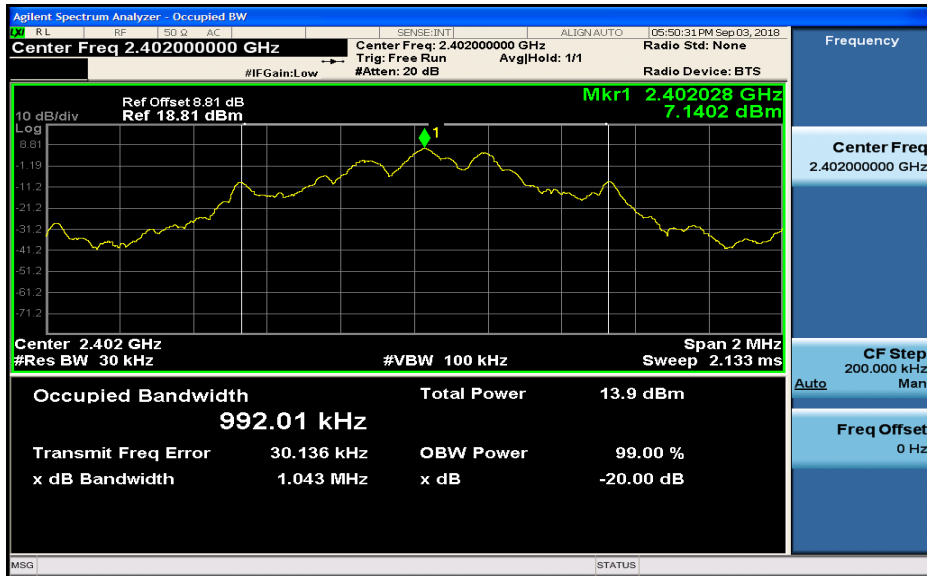 Agilent Spectrum Analyzer - Occupied BW
LXI RL RF 50 Ω AC SENSE:INT ALIGN AUTO 05:50:31 PM Sep 03, 2018
Center Freq 2.402000000 GHz
Center Freq: 2.402000000 GHz
Radio Std: None
Trig: Free Run Avg|Hold: 1/1
#IFGain:Low
#Atten: 20 dB
Radio Device: BTS
Frequency
Ref Offset 8.81 dB
Mkr1 2.402028 GHz
10 dB/div Ref 18.81 dBm
7.1402 dBm
Log
8.81
1
-1.19
-11.2
-21.2
-31.2
-41.2
-51.2
-61.2
-71.2
Center Freq
2.402000000 GHz
Center 2.402 GHz
Span 2 MHz
#Res BW 30 kHz
#VBW 100 kHz
Sweep 2.133 ms
CF Step
200.000 kHz
Auto Man
Occupied Bandwidth
Total Power 13.9 dBm
992.01 kHz
Freq Offset
0 Hz
Transmit Freq Error 30.136 kHz OBW Power 99.00 %
x dB Bandwidth 1.043 MHz x dB -20.00 dB
MSG
STATUS